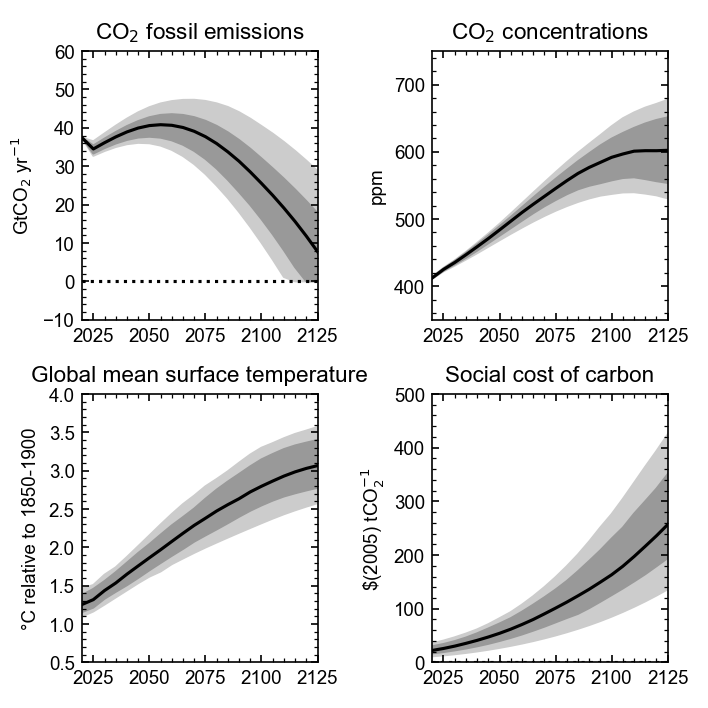 CO₂ fossil emissions
60
50
40
30
20
10
0
−10
GtCO₂ yr⁻¹
2025 2050 2075 2100 2125
CO₂ concentrations
700
600
500
400
ppm
2025 2050 2075 2100 2125
Global mean surface temperature
4.0
3.5
3.0
2.5
2.0
1.5
1.0
0.5
°C relative to 1850-1900
2025 2050 2075 2100 2125
Social cost of carbon
500
400
300
200
100
0
$(2005) tCO₂⁻¹
2025 2050 2075 2100 2125